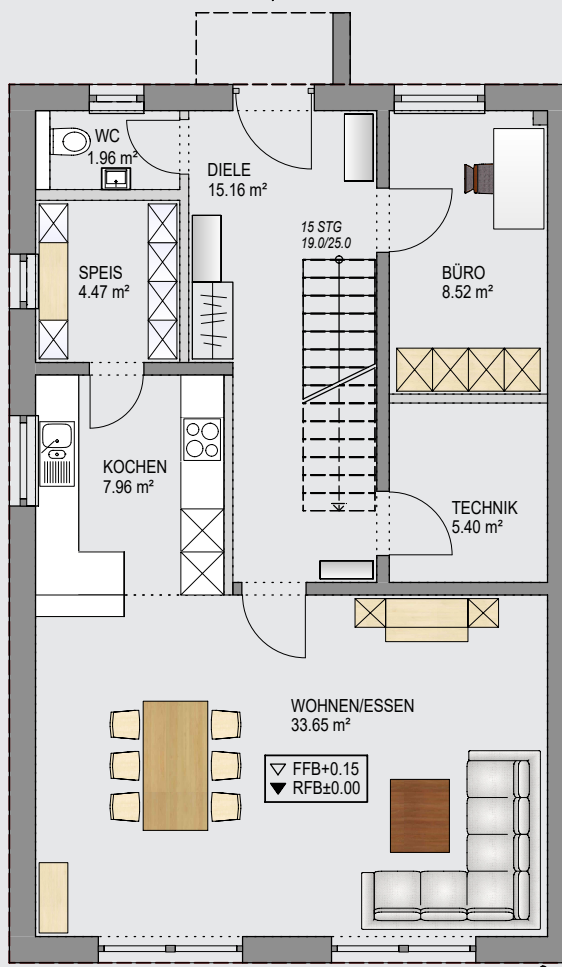 WC
1.96 m²
DIELE
15.16 m²
15 STG
19.0/25.0
SPEIS
4.47 m²
BÜRO
8.52 m²
KOCHEN
7.96 m²
TECHNIK
5.40 m²
WOHNEN/ESSEN
33.65 m²
▽ FFB+0.15
▼ RFB±0.00